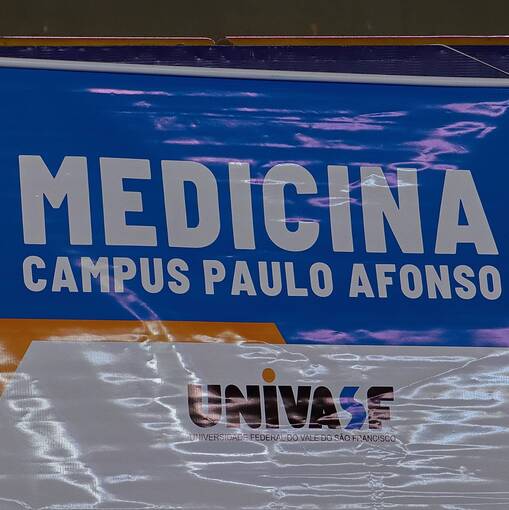 MEDICINA
CAMPUS PAULO AFONSO
UNIVASF
UNIVERSIDADE FEDERAL DO VALE DO SÃO FRANCISCO